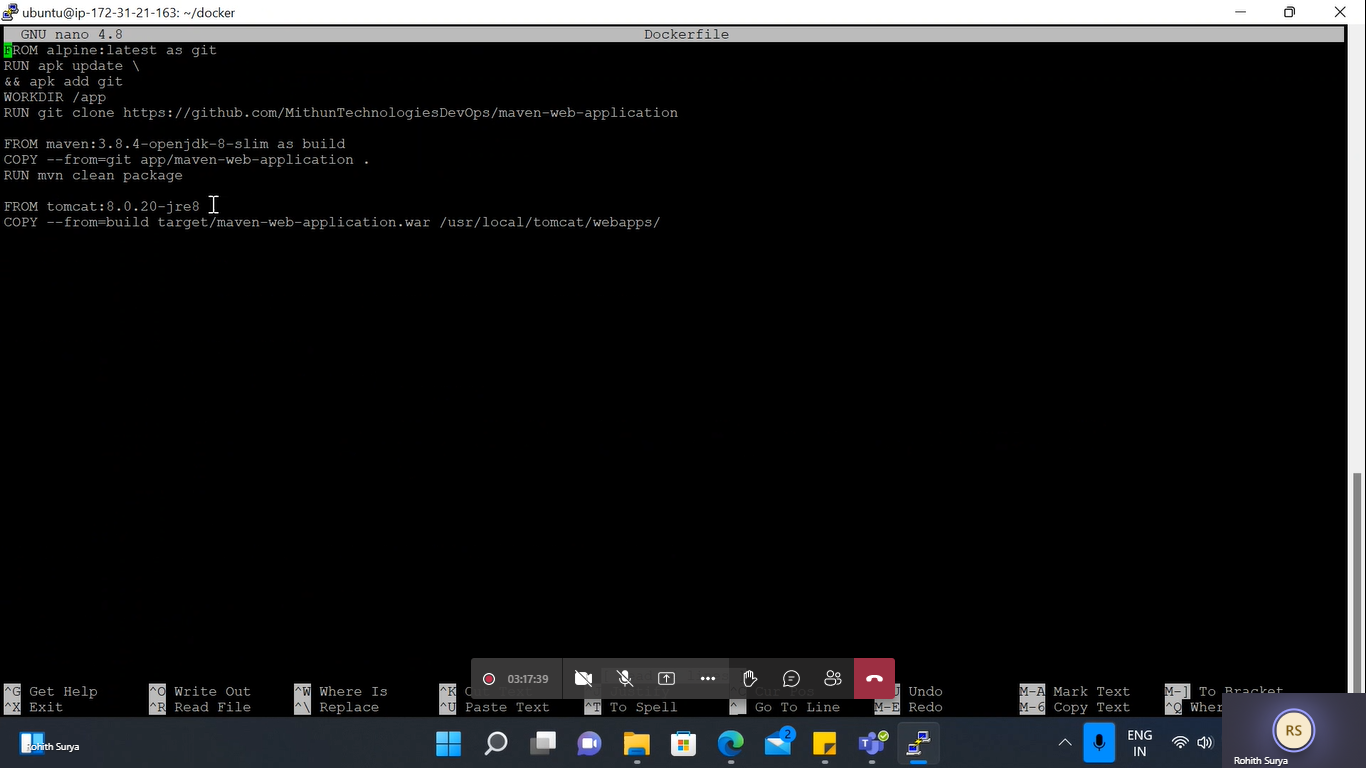 ubuntu@ip-172-31-21-163: ~/docker
GNU nano 4.8 Dockerfile
FROM alpine:latest as git
RUN apk update \
&& apk add git
WORKDIR /app
RUN git clone https://github.com/MithunTechnologiesDevOps/maven-web-application
FROM maven:3.8.4-openjdk-8-slim as build
COPY --from=git app/maven-web-application .
RUN mvn clean package
FROM tomcat:8.0.20-jre8
COPY --from=build target/maven-web-application.war /usr/local/tomcat/webapps/
03:17:39
^G Get Help ^O Write Out ^W Where Is ^K Undo M-A Mark Text M-] To Bracket
^X Exit ^R Read File ^\ Replace ^U Paste Text ^T To Spell ^_ Go To Line M-E Redo M-6 Copy Text ^Q
Rohith Surya
2
ENG
IN
RS
Rohith Surya